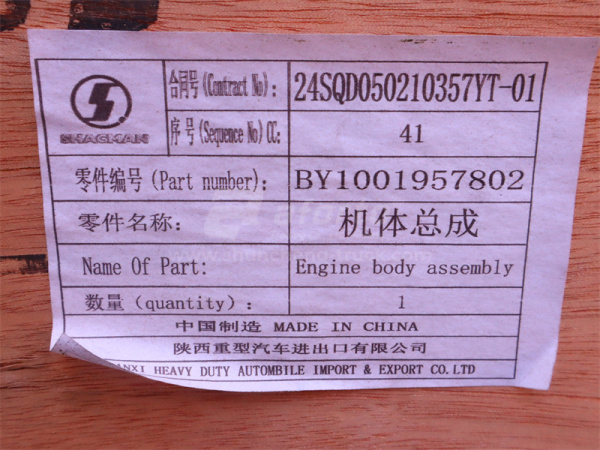 合同号(Contract No): 24SQD050210357YT-01
SHACMAN
序号(Sequence No)CC: 41
零件编号(Part number): BY1001957802
零件名称: 机体总成
Name Of Part: Engine body assembly
数量(quantity): 1
中国制造 MADE IN CHINA
陕西重型汽车进出口有限公司
ANXI HEAVY DUTY AUTOMBILE IMPORT & EXPORT CO.LTD